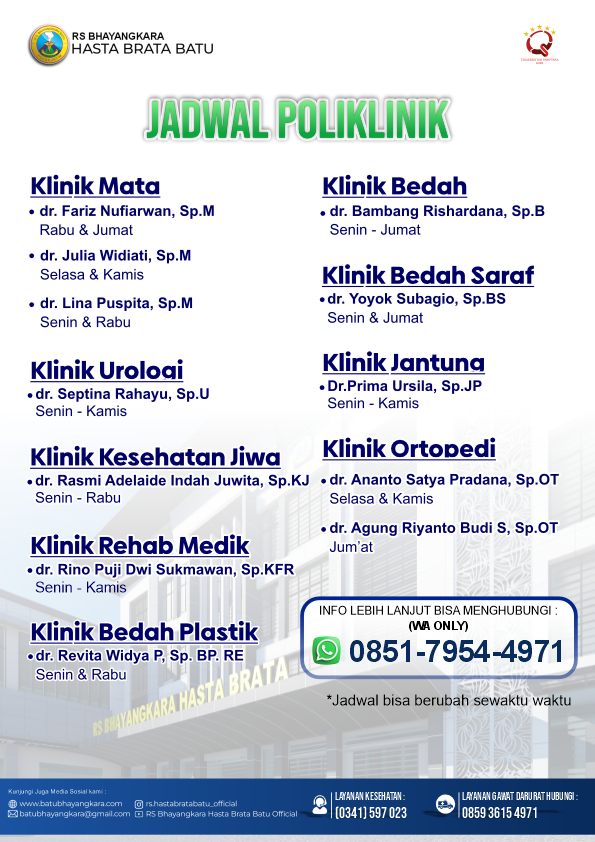 RS BHAYANGKARA
HASTA BRATA BATU
JADWAL POLIKLINIK
Klinik Mata
• dr. Fariz Nufiarwan, Sp.M
Rabu & Jumat
• dr. Julia Widiati, Sp.M
Selasa & Kamis
• dr. Lina Puspita, Sp.M
Senin & Rabu
Klinik Urologi
• dr. Septina Rahayu, Sp.U
Senin - Kamis
Klinik Kesehatan Jiwa
• dr. Rasmi Adelaide Indah Juwita, Sp.KJ
Senin - Rabu
Klinik Rehab Medik
• dr. Rino Puji Dwi Sukmawan, Sp.KFR
Senin - Kamis
Klinik Bedah Plastik
• dr. Revita Widya P, Sp. BP. RE
Senin & Rabu
Klinik Bedah
• dr. Bambang Rishardana, Sp.B
Senin - Jumat
Klinik Bedah Saraf
• dr. Yoyok Subagio, Sp.BS
Senin & Jumat
Klinik Jantung
• Dr.Prima Ursila, Sp.JP
Senin - Kamis
Klinik Ortopedi
• dr. Ananto Satya Pradana, Sp.OT
Selasa & Kamis
• dr. Agung Riyanto Budi S, Sp.OT
Jum'at
INFO LEBIH LANJUT BISA MENGHUBUNGI :
(WA ONLY)
0851-7954-4971
*Jadwal bisa berubah sewaktu waktu
RS BHAYANGKARA HASTA BRATA
Kunjungi Juga Media Sosial kami :
www.batubhayangkara.com
batubhayangkara@gmail.com
rs.hastabratabatu_official
RS Bhayangkara Hasta Brata Batu Official
LAYANAN KESEHATAN :
(0341) 597 023
LAYANAN GAWAT DARURAT HUBUNGI :
0859 3615 4971